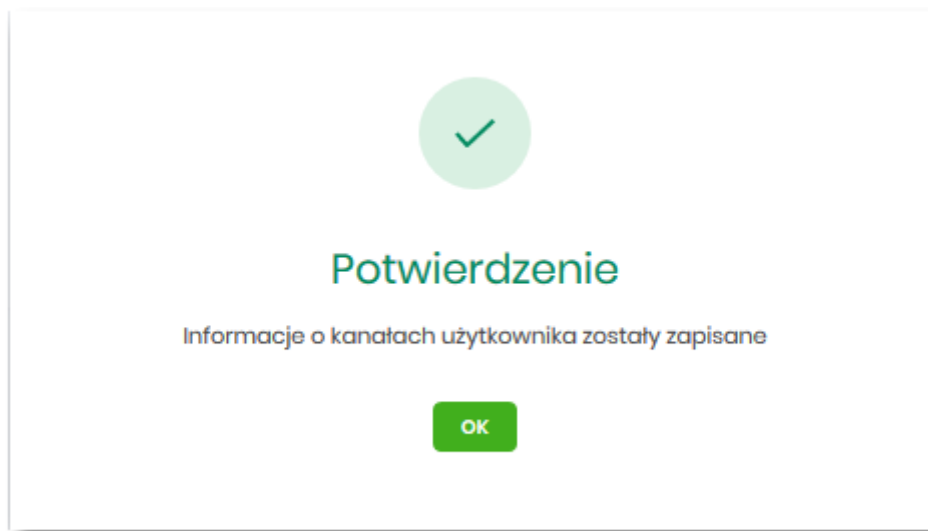 Potwierdzenie
Informacje o kanałach użytkownika zostały zapisane
OK